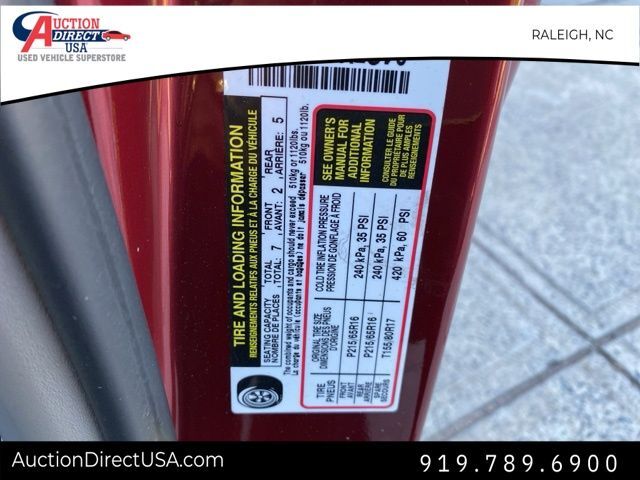 AUCTION
DIRECT
USA
USED VEHICLE SUPERSTORE
RALEIGH, NC
TIRE AND LOADING INFORMATION
RENSEIGNEMENTS RELATIFS AUX PNEUS ET À LA CHARGE DU VÉHICULE
SEATING CAPACITY TOTAL FRONT REAR
NOMBRE DE PLACES TOTAL: 7 AVANT: 2 ARRIÈRE: 5
The combined weight of occupants and cargo should never exceed 510kg or 1120lbs.
La charge du véhicule (occupants et bagages) ne doit jamais dépasser 510kg ou 1120lb.
TIRE
PNEUS
ORIGINAL TIRE SIZE
DIMENSIONS DES PNEUS
D'ORIGINE
COLD TIRE INFLATION PRESSURE
PRESSION DE GONFLAGE À FROID
FRONT
AVANT
P215/65R16
240 kPa, 35 PSI
REAR
ARRIÈRE
P215/65R16
240 kPa, 35 PSI
SPARE
SECOURS
T155/80R17
420 kPa, 60 PSI
SEE OWNER'S
MANUAL FOR
ADDITIONAL
INFORMATION
CONSULTER LE GUIDE
DU PROPRIÉTAIRE POUR
DE PLUS AMPLES
RENSEIGNEMENTS
AuctionDirectUSA.com
919.789.6900